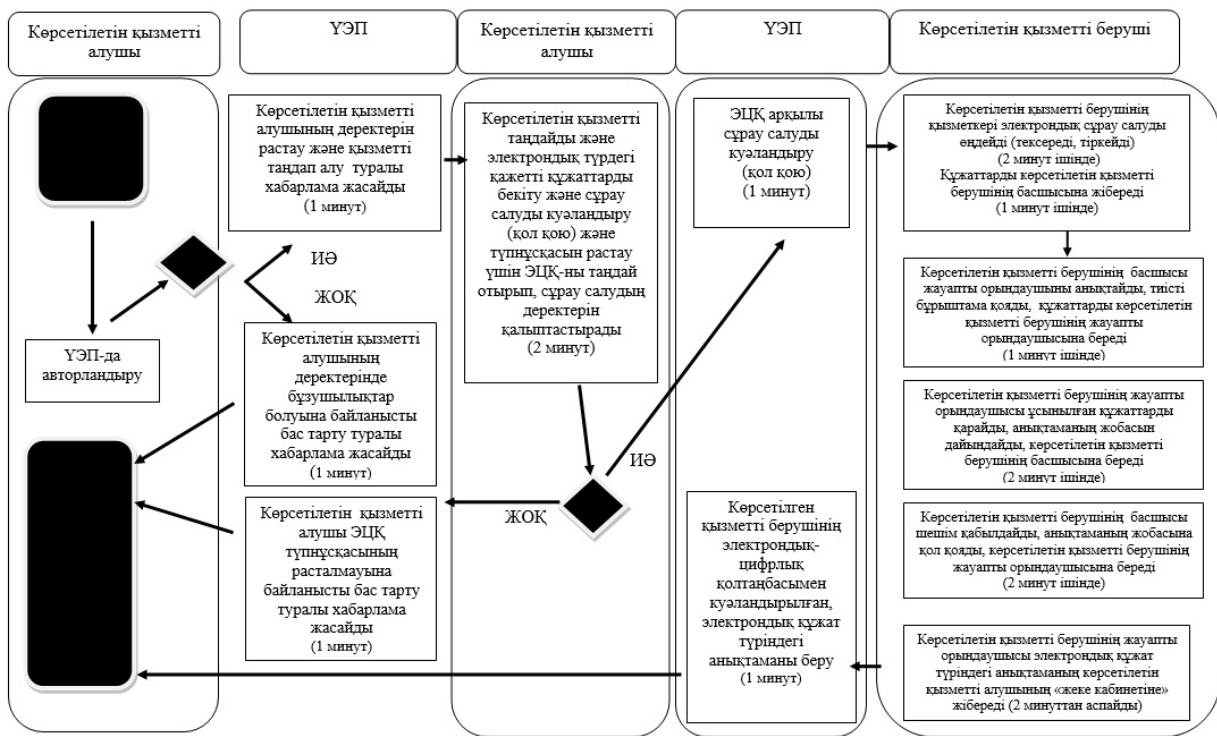 Көрсетілетін қызметті
алушы
ҮЭП
Көрсетілетін қызметті
алушы
ҮЭП
Көрсетілетін қызметті беруші
ҮЭП-да
авторландыру
Көрсетілетін қызметті
алушының деректерін
растау және қызметті
таңдап алу туралы
хабарлама жасайды
(1 минут)
ИӘ
ЖОҚ
Көрсетілетін қызметті
алушының
деректерінде
бұзушылықтар
болуына байланысты
бас тарту туралы
хабарлама жасайды
(1 минут)
Көрсетілетін қызметті
алушы ЭЦҚ
түпнұсқасының
расталмауына
байланысты бас тарту
туралы хабарлама
жасайды
(1 минут)
Көрсетілетін қызметті
таңдайды және
электрондық түрдегі
қажетті құжаттарды
бекіту және сұрау
салуды куәландыру
(қол қою) және
түпнұсқасын растау
үшін ЭЦҚ-ны таңдай
отырып, сұрау салудың
деректерін
қалыптастырады
(2 минут)
ЖОҚ
ИӘ
ЭЦҚ арқылы
сұрау салуды
куәландыру
(қол қою)
(1 минут)
Көрсетілген
қызметті берушінің
электрондық-
цифрлық
қолтаңбасымен
куәландырылған,
электрондық құжат
түріндегі
анықтаманы беру
(1 минут)
Көрсетілетін қызметті берушінің
қызметкері электрондық сұрау салуды
өңдейді (тексереді, тіркейді)
(2 минут ішінде)
Құжаттарды көрсетілетін қызметті
берушінің басшысына жібереді
(1 минут ішінде)
Көрсетілетін қызметті берушінің басшысы
жауапты орындаушыны анықтайды, тиісті
бұрыштама қояды, құжаттарды көрсетілетін
қызметті берушінің жауапты
орындаушысына береді
(1 минут ішінде)
Көрсетілетін қызметті берушінің жауапты
орындаушысы ұсынылған құжаттарды
қарайды, анықтаманың жобасын
дайындайды, көрсетілетін қызметті
берушінің басшысына береді
(2 минут ішінде)
Көрсетілетін қызметті берушінің басшысы
шешім қабылдайды, анықтаманың жобасына
қол қояды, көрсетілетін қызметті берушінің
жауапты орындаушысына береді
(2 минут ішінде)
Көрсетілетін қызметті берушінің жауапты
орындаушысы электрондық құжат
түріндегі анықтаманың көрсетілетін
қызметті алушының «жеке кабинетіне»
жібереді (2 минуттан аспайды)